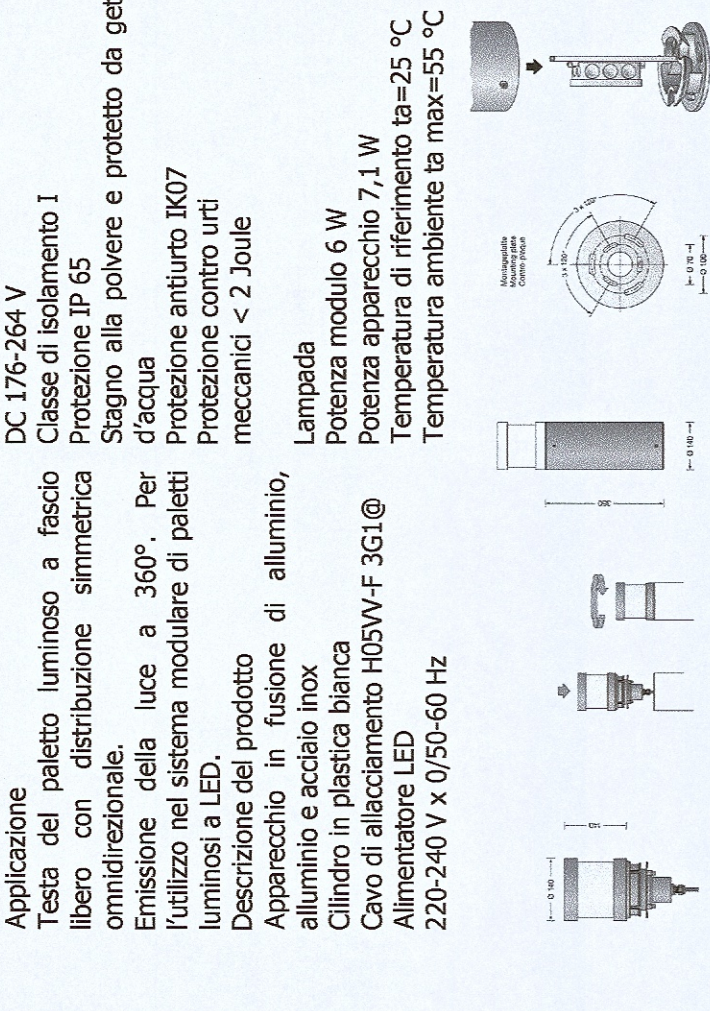 Applicazione
Testa del paletto luminoso a fascio
libero con distribuzione simmetrica
omnidirezionale.
Emissione della luce a 360°. Per
l'utilizzo nel sistema modulare di paletti
luminosi a LED.
Descrizione del prodotto
Apparecchio in fusione di alluminio,
alluminio e acciaio inox
Cilindro in plastica bianca
Cavo di allacciamento H05VV-F 3G1@
Alimentatore LED
220-240 V x 0/50-60 Hz
DC 176-264 V
Classe di isolamento I
Protezione IP 65
Stagno alla polvere e protetto da get
d'acqua
Protezione antiurto IK07
Protezione contro urti
meccanici < 2 Joule
Lampada
Potenza modulo 6 W
Potenza apparecchio 7,1 W
Temperatura di riferimento ta=25 °C
Temperatura ambiente ta max=55 °C
Ø 140
Ø 140
Montageplatte
Mounting plate
Contre-plaque
3 x 120°
3 x 120°
Ø 70
Ø 100